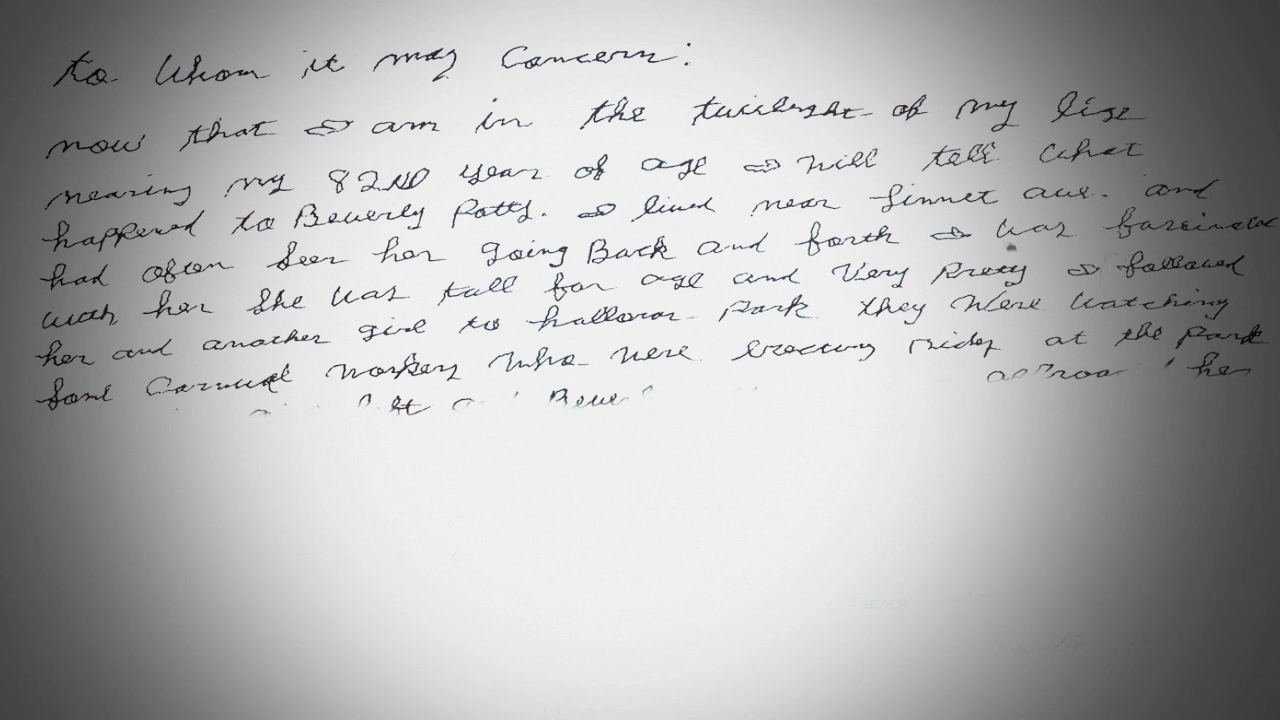 to Whom it may Concern:
now that I am in the twilight of my life
nearing my 82ND year of age I will tell what
happened to Beverly Potts. I lived near Linnet ave. and
had often seen her going Back and forth I was
with her She was tall for age and Very Prety I followed
her and another girl to halloran Park they Were watching
some Carnival workers Who were erecting rides at the Park
her